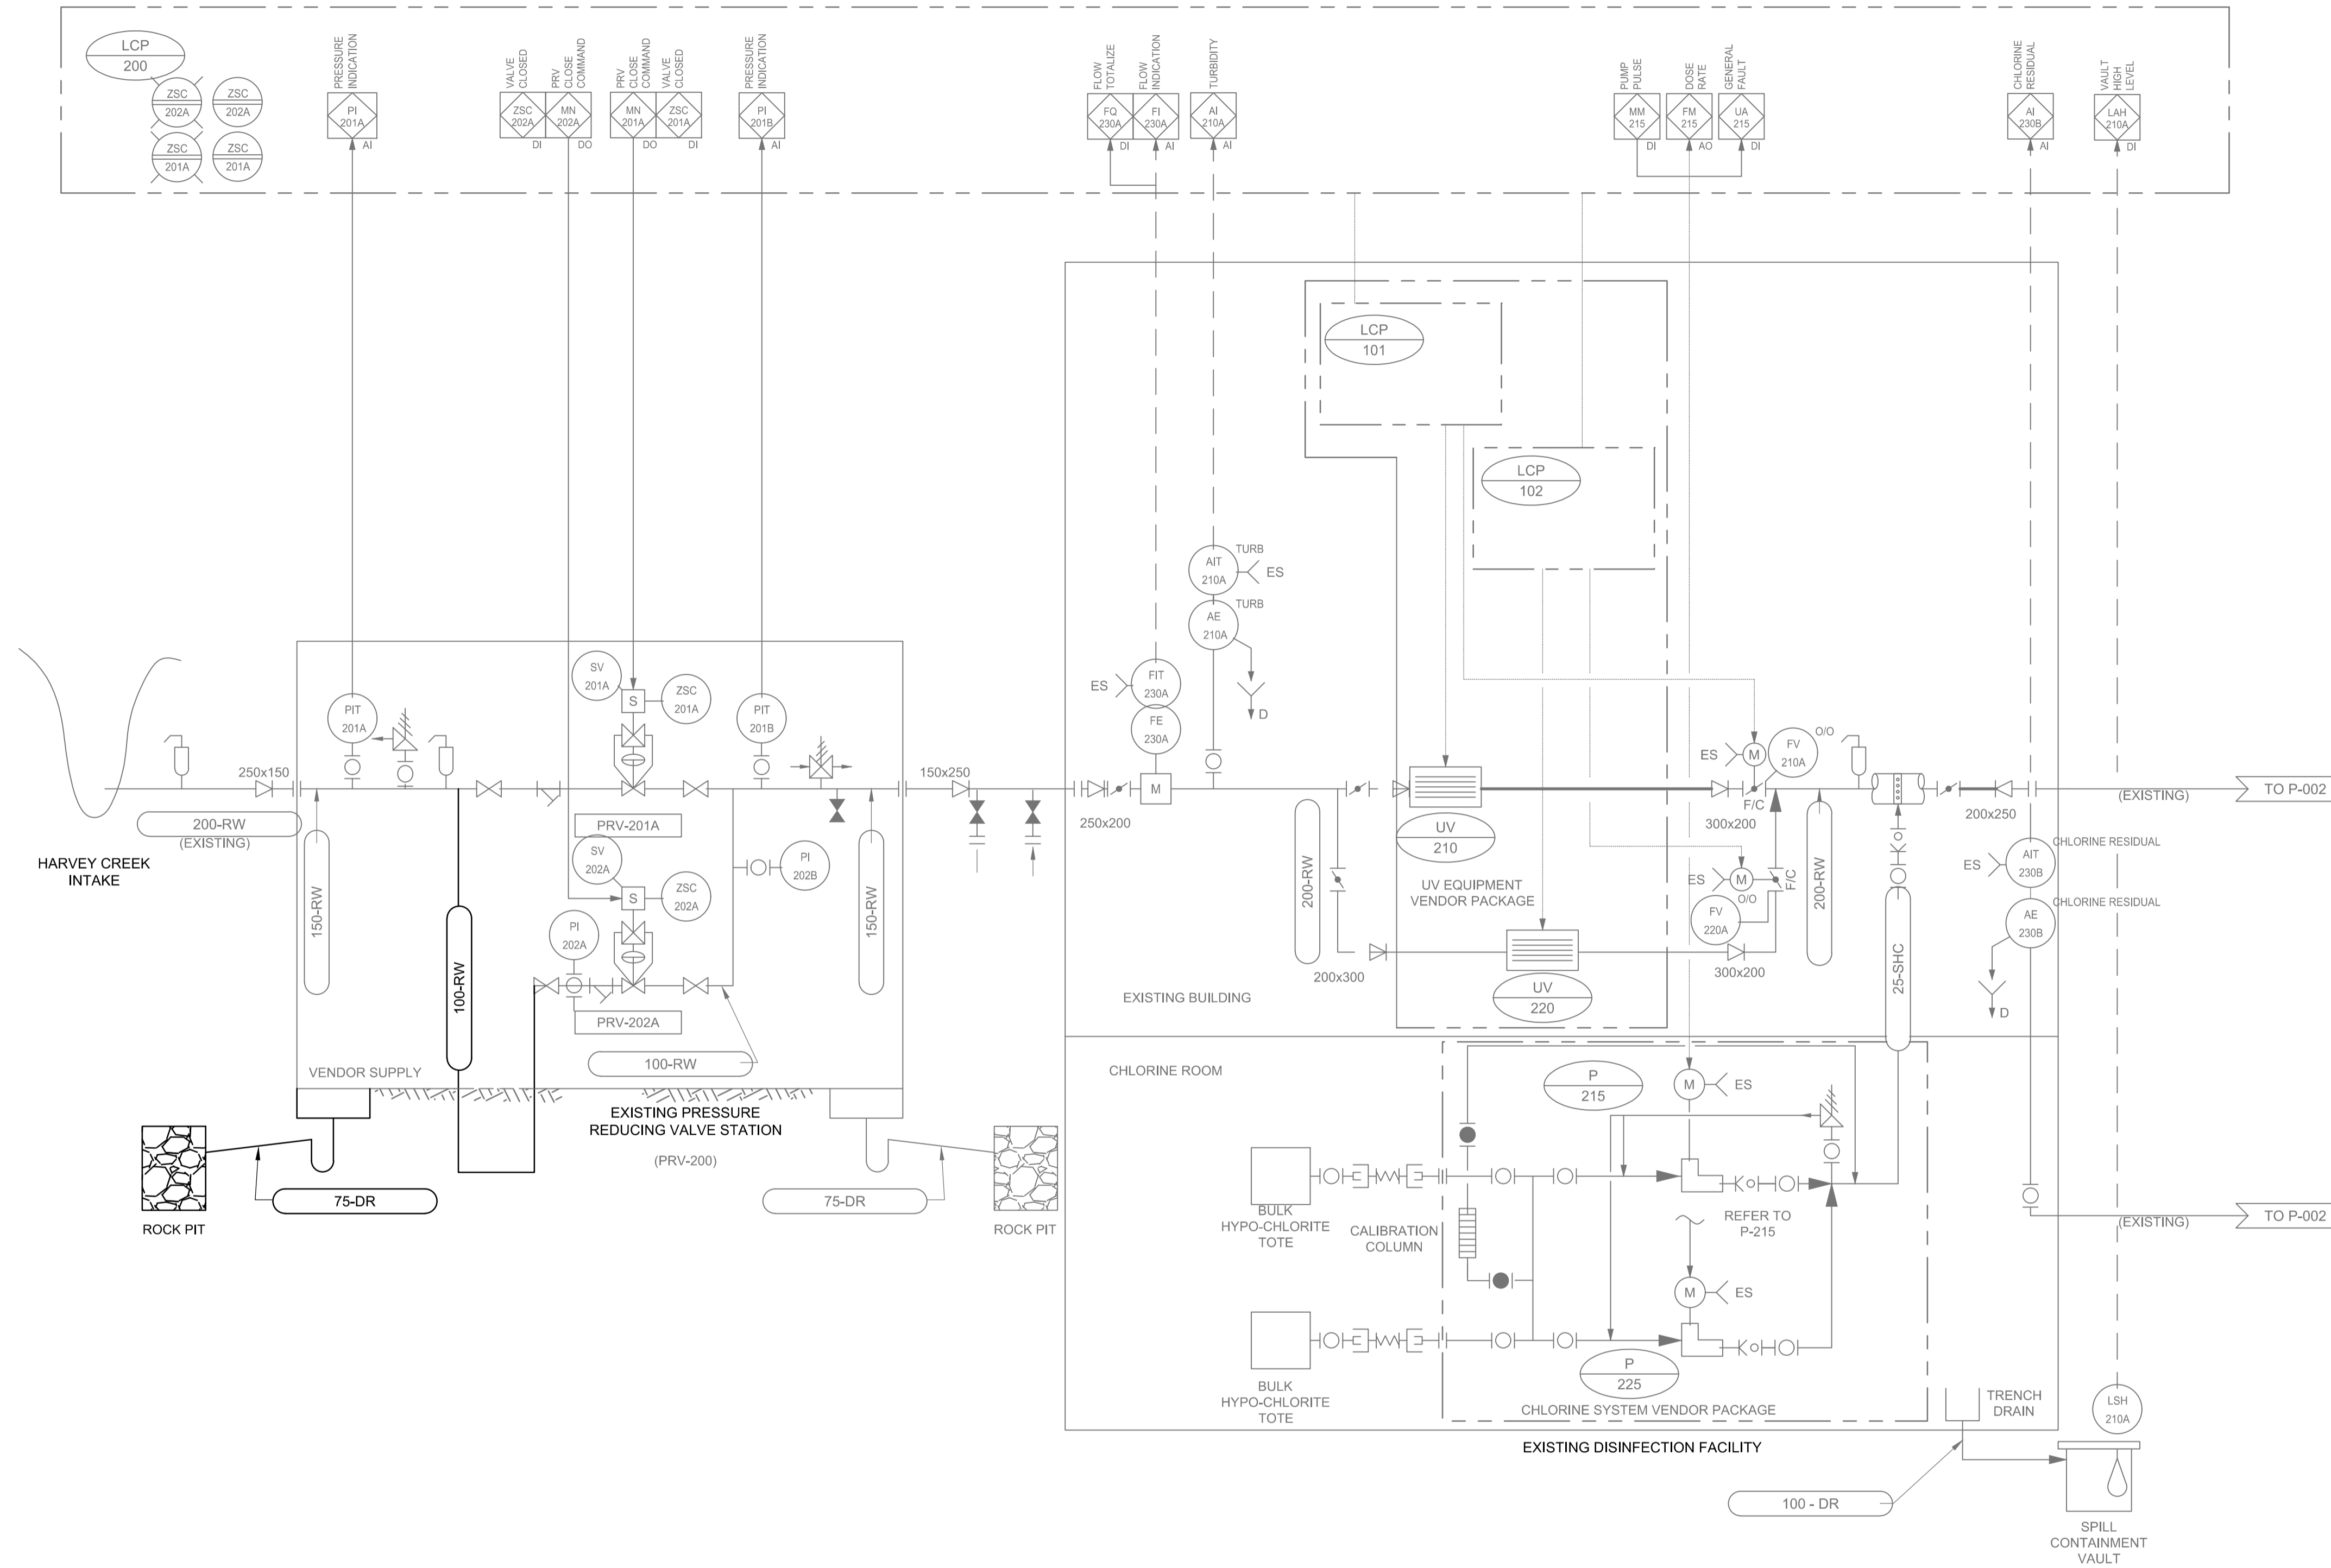 LCP
200
ZSC
202A
ZSC
202A
ZSC
201A
ZSC
201A
PRESSURE
INDICATION
PI
201A
AI
VALVE
CLOSED
ZSC
202A
DI
PRV
CLOSE
COMMAND
MN
202A
DO
PRV
CLOSE
COMMAND
MN
201A
DO
VALVE
CLOSED
ZSC
201A
DI
PRESSURE
INDICATION
PI
201B
AI
FLOW
TOTALIZE
FQ
230A
DI
FLOW
INDICATION
FI
230A
AI
TURBIDITY
AI
210A
AI
PUMP
PULSE
MM
215
DI
DOSE
RATE
FM
215
AO
GENERAL
FAULT
UA
215
DI
CHLORINE
RESIDUAL
AI
230B
AI
VAULT
HIGH
LEVEL
LAH
210A
DI
LCP
101
LCP
102
AIT
210A
TURB
ES
AE
210A
TURB
D
FIT
230A
ES
FE
230A
M
SV
201A
S
ZSC
201A
PIT
201A
PIT
201B
250x150
200-RW
(EXISTING)
HARVEY CREEK
INTAKE
150-RW
100-RW
PRV-201A
SV
202A
S
ZSC
202A
PI
202A
PI
202B
PRV-202A
100-RW
150-RW
VENDOR SUPPLY
EXISTING PRESSURE
REDUCING VALVE STATION
(PRV-200)
75-DR
ROCK PIT
75-DR
ROCK PIT
150x250
250x200
200-RW
200x300
UV
210
UV EQUIPMENT
VENDOR PACKAGE
UV
220
EXISTING BUILDING
ES
M
FV
210A
O/O
F/C
300x200
ES
M
O/O
F/C
FV
220A
300x200
200-RW
25-SHC
200x250
(EXISTING)
TO P-002
CHLORINE RESIDUAL
AIT
230B
ES
CHLORINE RESIDUAL
AE
230B
D
CHLORINE ROOM
P
215
M
ES
BULK
HYPO-CHLORITE
TOTE
CALIBRATION
COLUMN
REFER TO
P-215
M
ES
(EXISTING)
TO P-002
BULK
HYPO-CHLORITE
TOTE
P
225
CHLORINE SYSTEM VENDOR PACKAGE
TRENCH
DRAIN
LSH
210A
EXISTING DISINFECTION FACILITY
100 - DR
SPILL
CONTAINMENT
VAULT